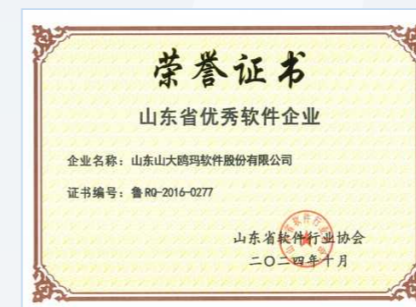 荣誉证书
山东省优秀软件企业
企业名称：山东山大鸥玛软件股份有限公司
证书编号：鲁RQ-2016-0277
山东省软件行业协会
二〇二四年十月